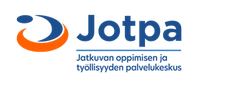 Jotpa
Jatkuvan oppimisen ja
työllisyyden palvelukeskus